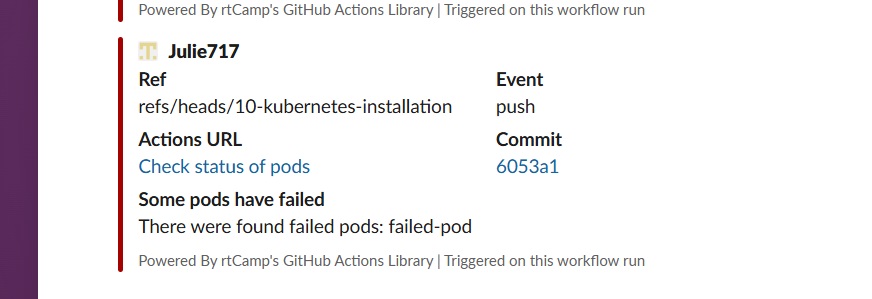 Powered By rtCamp's GitHub Actions Library | Triggered on this workflow run
Julie717
Ref
Event
refs/heads/10-kubernetes-installation
push
Actions URL
Commit
Check status of pods
6053a1
Some pods have failed
There were found failed pods: failed-pod
Powered By rtCamp's GitHub Actions Library | Triggered on this workflow run